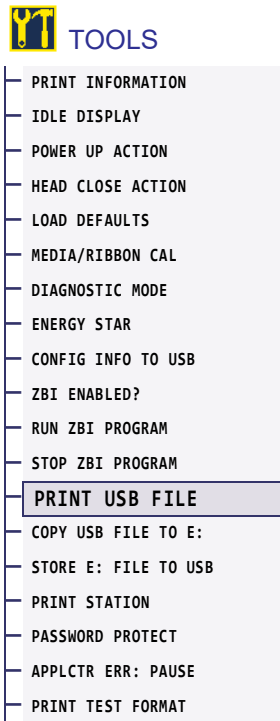 TOOLS
PRINT INFORMATION
IDLE DISPLAY
POWER UP ACTION
HEAD CLOSE ACTION
LOAD DEFAULTS
MEDIA/RIBBON CAL
DIAGNOSTIC MODE
ENERGY STAR
CONFIG INFO TO USB
ZBI ENABLED?
RUN ZBI PROGRAM
STOP ZBI PROGRAM
PRINT USB FILE
COPY USB FILE TO E:
STORE E: FILE TO USB
PRINT STATION
PASSWORD PROTECT
APPLCTR ERR: PAUSE
PRINT TEST FORMAT